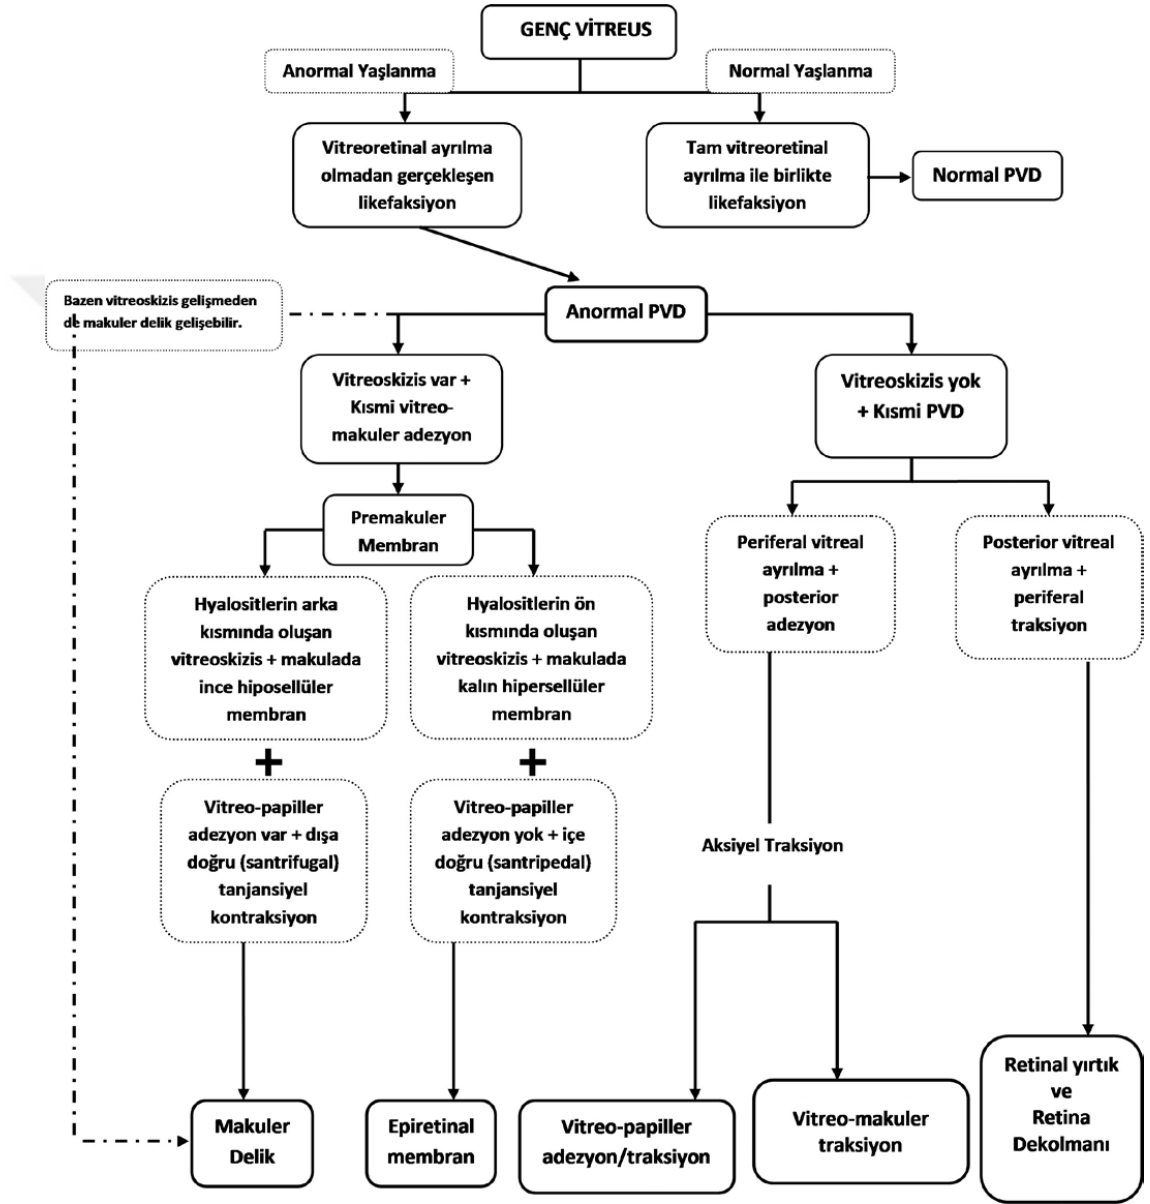 GENÇ VİTREUS
Anormal Yaşlanma
Normal Yaşlanma
Vitreoretinal ayrılma
olmadan gerçekleşen
likefaksiyon
Tam vitreoretinal
ayrılma ile birlikte
likefaksiyon
Normal PVD
Bazen vitreoskizis gelişmeden
de makuler delik gelişebilir.
Anormal PVD
Vitreoskizis var +
Kısmi vitreo-
makuler adezyon
Vitreoskizis yok
+ Kısmi PVD
Premakuler
Membran
Hyalositlerin arka
kısmında oluşan
vitreoskizis + makulada
ince hiposellüler
membran
Hyalositlerin ön
kısmında oluşan
vitreoskizis + makulada
kalın hipersellüler
membran
Periferal vitreal
ayrılma +
posterior
adezyon
Posterior vitreal
ayrılma +
periferal
traksiyon
+
+
Vitreo-papiller
adezyon var + dışa
doğru (santrifugal)
tanjansiyel
kontraksiyon
Vitreo-papiller
adezyon yok + içe
doğru (santripedal)
tanjansiyel
kontraksiyon
Aksiyel Traksiyon
Makuler
Delik
Epiretinal
membran
Vitreo-papiller
adezyon/traksiyon
Vitreo-makuler
traksiyon
Retinal yırtık
ve
Retina
Dekolmanı